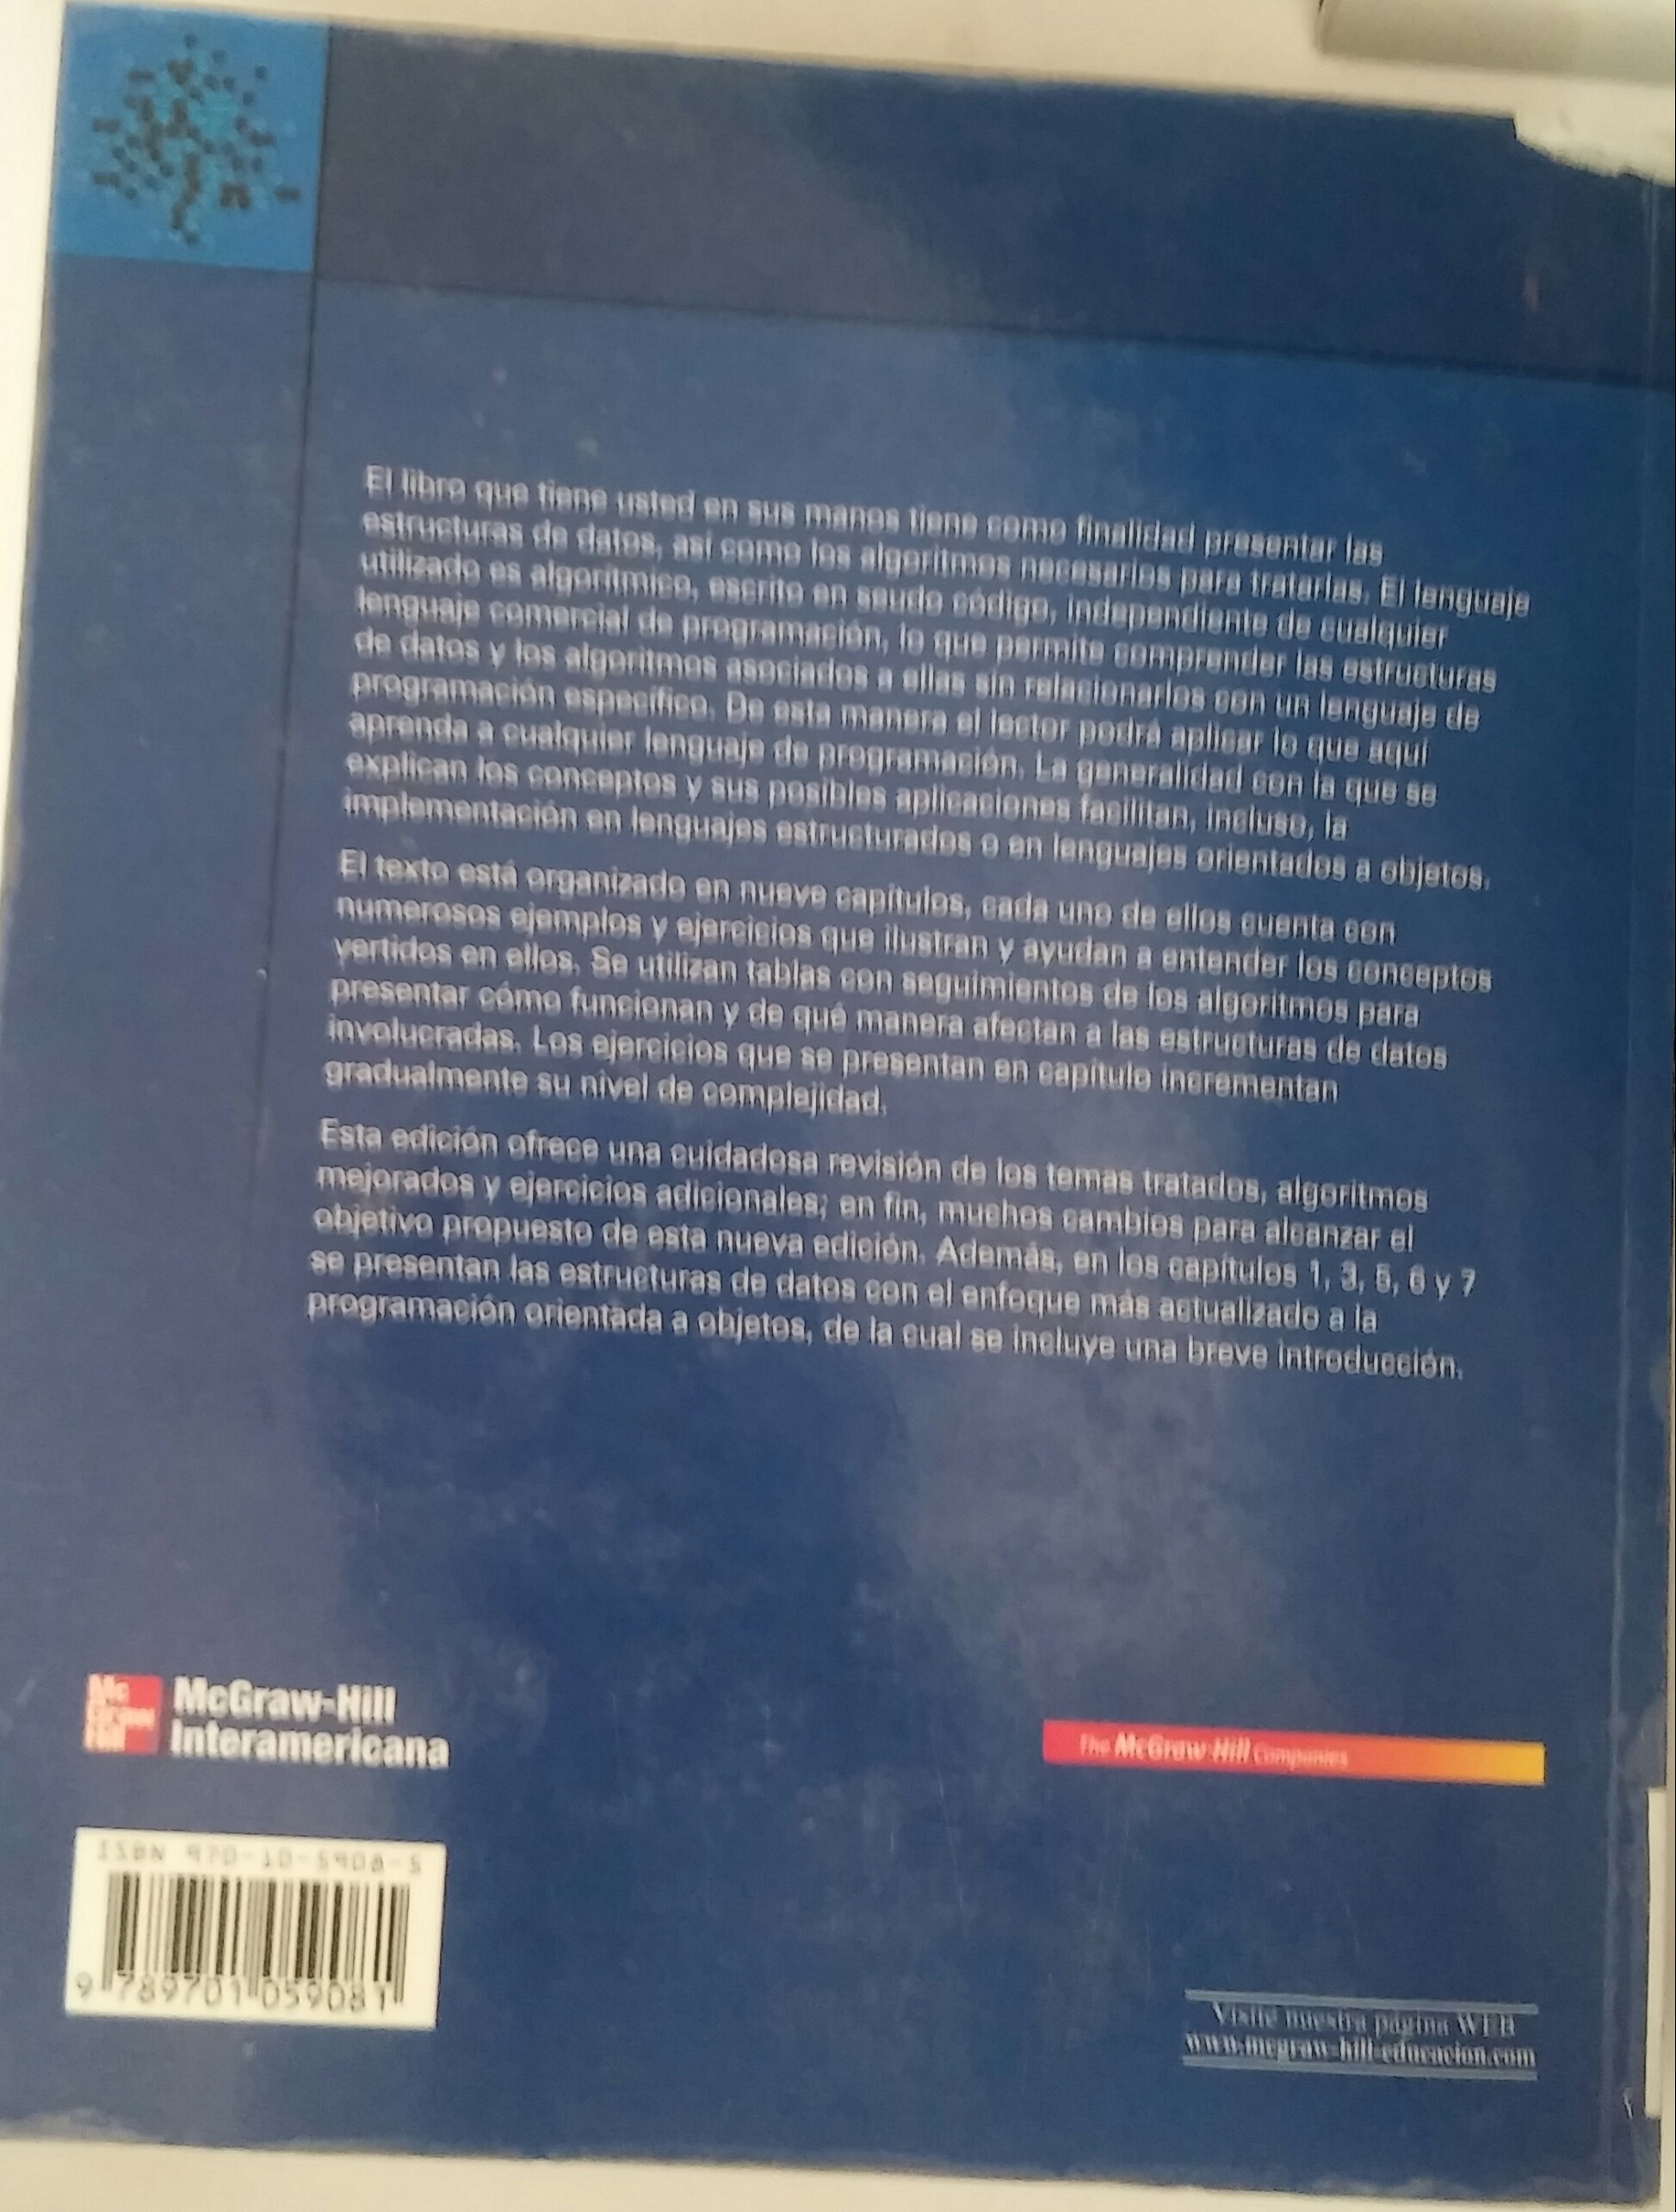 El libro que tiene usted en sus manos tiene como finalidad presentar las
estructuras de datos, así como los algoritmos necesarios para tratarlas. El lenguaje
utilizado es algorítmico, escrito en seudo código, independiente de cualquier
lenguaje comercial de programación, lo que permite comprender las estructuras
de datos y los algoritmos asociados a ellas sin relacionarlos con un lenguaje de
programación específico. De esta manera el lector podrá aplicar lo que aquí
aprenda a cualquier lenguaje de programación. La generalidad con la que se
explican los conceptos y sus posibles aplicaciones facilitan, incluso, la
implementación en lenguajes estructurados o en lenguajes orientados a objetos.
El texto está organizado en nueve capítulos, cada uno de ellos cuenta con
numerosos ejemplos y ejercicios que ilustran y ayudan a entender los conceptos
vertidos en ellos. Se utilizan tablas con seguimientos de los algoritmos para
presentar cómo funcionan y de qué manera afectan a las estructuras de datos
involucradas. Los ejercicios que se presentan en capítulo incrementan
gradualmente su nivel de complejidad.
Esta edición ofrece una cuidadosa revisión de los temas tratados, algoritmos
mejorados y ejercicios adicionales; en fin, muchos cambios para alcanzar el
objetivo propuesto de esta nueva edición. Además, en los capítulos 1, 3, 5, 6 y 7
se presentan las estructuras de datos con el enfoque más actualizado a la
programación orientada a objetos, de la cual se incluye una breve introducción.
Mc
Graw
Hill
McGraw-Hill
Interamericana
The McGraw-Hill Companies
ISBN 970-10-5908-5
9 789701 059081
Visite nuestra página WEB
www.mcgraw-hill-educacion.com